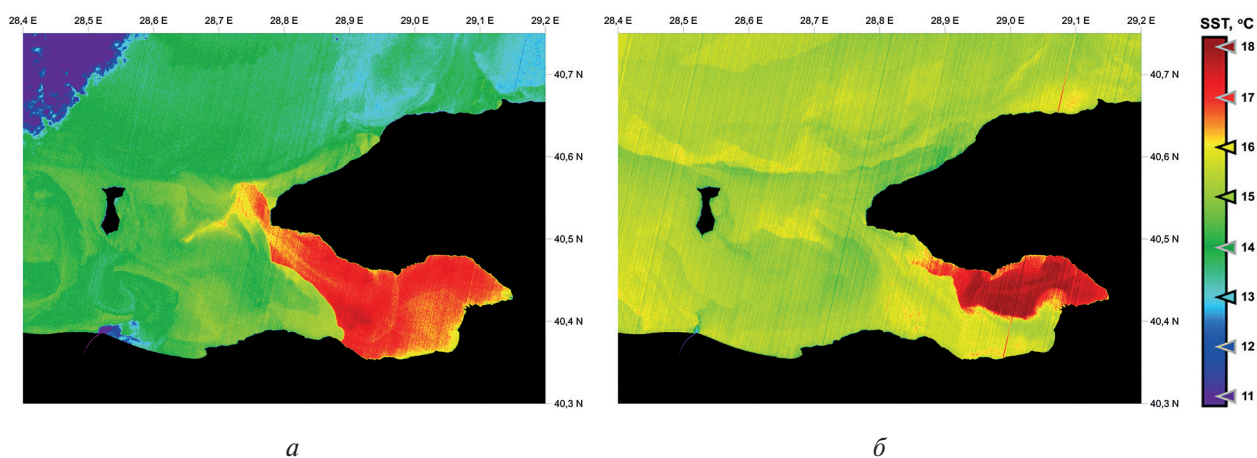 28,4 28,5 28,6 28,7 28,8 28,9 29,0 29,1 29,2 E
28,4 28,5 28,6 28,7 28,8 28,9 29,0 29,1 29,2 E
SST, °C
18
40,7 N
40,7 N
17
40,6 N
40,6 N
16
15
40,5 N
40,5 N
14
13
40,4 N
40,4 N
12
11
40,3 N
40,3 N
а
б